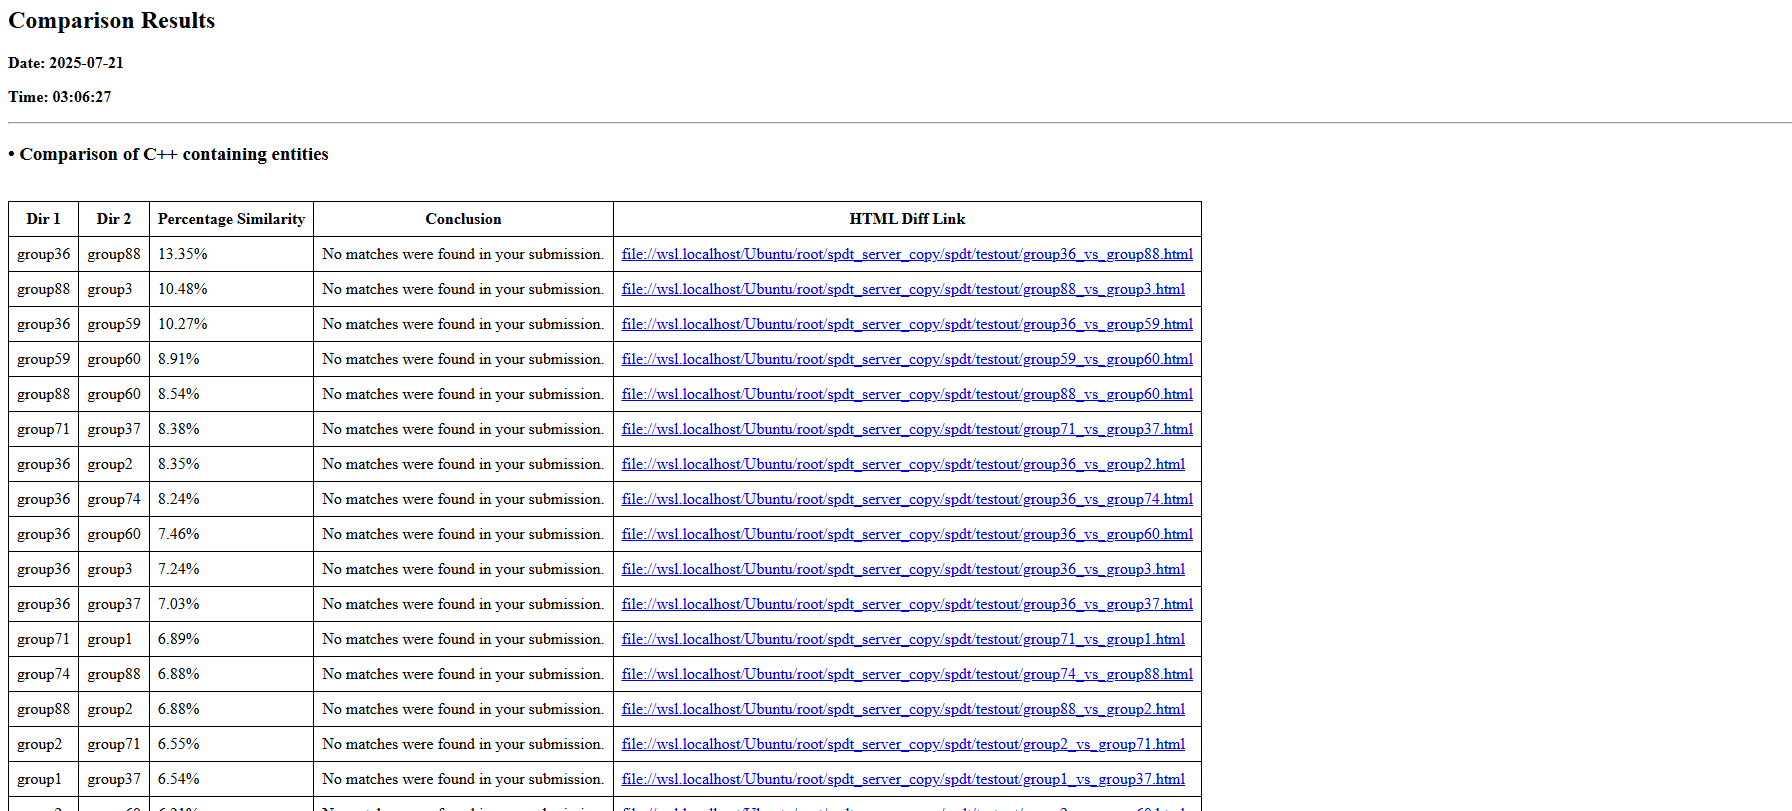 Comparison Results
Date: 2025-07-21
Time: 03:06:27
• Comparison of C++ containing entities
Dir 1 Dir 2 Percentage Similarity Conclusion HTML Diff Link
group36 group88 13.35% No matches were found in your submission. file://wsl.localhost/Ubuntu/root/spdt_server_copy/spdt/testout/group36_vs_group88.html
group88 group3 10.48% No matches were found in your submission. file://wsl.localhost/Ubuntu/root/spdt_server_copy/spdt/testout/group88_vs_group3.html
group36 group59 10.27% No matches were found in your submission. file://wsl.localhost/Ubuntu/root/spdt_server_copy/spdt/testout/group36_vs_group59.html
group59 group60 8.91% No matches were found in your submission. file://wsl.localhost/Ubuntu/root/spdt_server_copy/spdt/testout/group59_vs_group60.html
group88 group60 8.54% No matches were found in your submission. file://wsl.localhost/Ubuntu/root/spdt_server_copy/spdt/testout/group88_vs_group60.html
group71 group37 8.38% No matches were found in your submission. file://wsl.localhost/Ubuntu/root/spdt_server_copy/spdt/testout/group71_vs_group37.html
group36 group2 8.35% No matches were found in your submission. file://wsl.localhost/Ubuntu/root/spdt_server_copy/spdt/testout/group36_vs_group2.html
group36 group74 8.24% No matches were found in your submission. file://wsl.localhost/Ubuntu/root/spdt_server_copy/spdt/testout/group36_vs_group74.html
group36 group60 7.46% No matches were found in your submission. file://wsl.localhost/Ubuntu/root/spdt_server_copy/spdt/testout/group36_vs_group60.html
group36 group3 7.24% No matches were found in your submission. file://wsl.localhost/Ubuntu/root/spdt_server_copy/spdt/testout/group36_vs_group3.html
group36 group37 7.03% No matches were found in your submission. file://wsl.localhost/Ubuntu/root/spdt_server_copy/spdt/testout/group36_vs_group37.html
group71 group1 6.89% No matches were found in your submission. file://wsl.localhost/Ubuntu/root/spdt_server_copy/spdt/testout/group71_vs_group1.html
group74 group88 6.88% No matches were found in your submission. file://wsl.localhost/Ubuntu/root/spdt_server_copy/spdt/testout/group74_vs_group88.html
group88 group2 6.88% No matches were found in your submission. file://wsl.localhost/Ubuntu/root/spdt_server_copy/spdt/testout/group88_vs_group2.html
group2 group71 6.55% No matches were found in your submission. file://wsl.localhost/Ubuntu/root/spdt_server_copy/spdt/testout/group2_vs_group71.html
group1 group37 6.54% No matches were found in your submission. file://wsl.localhost/Ubuntu/root/spdt_server_copy/spdt/testout/group1_vs_group37.html